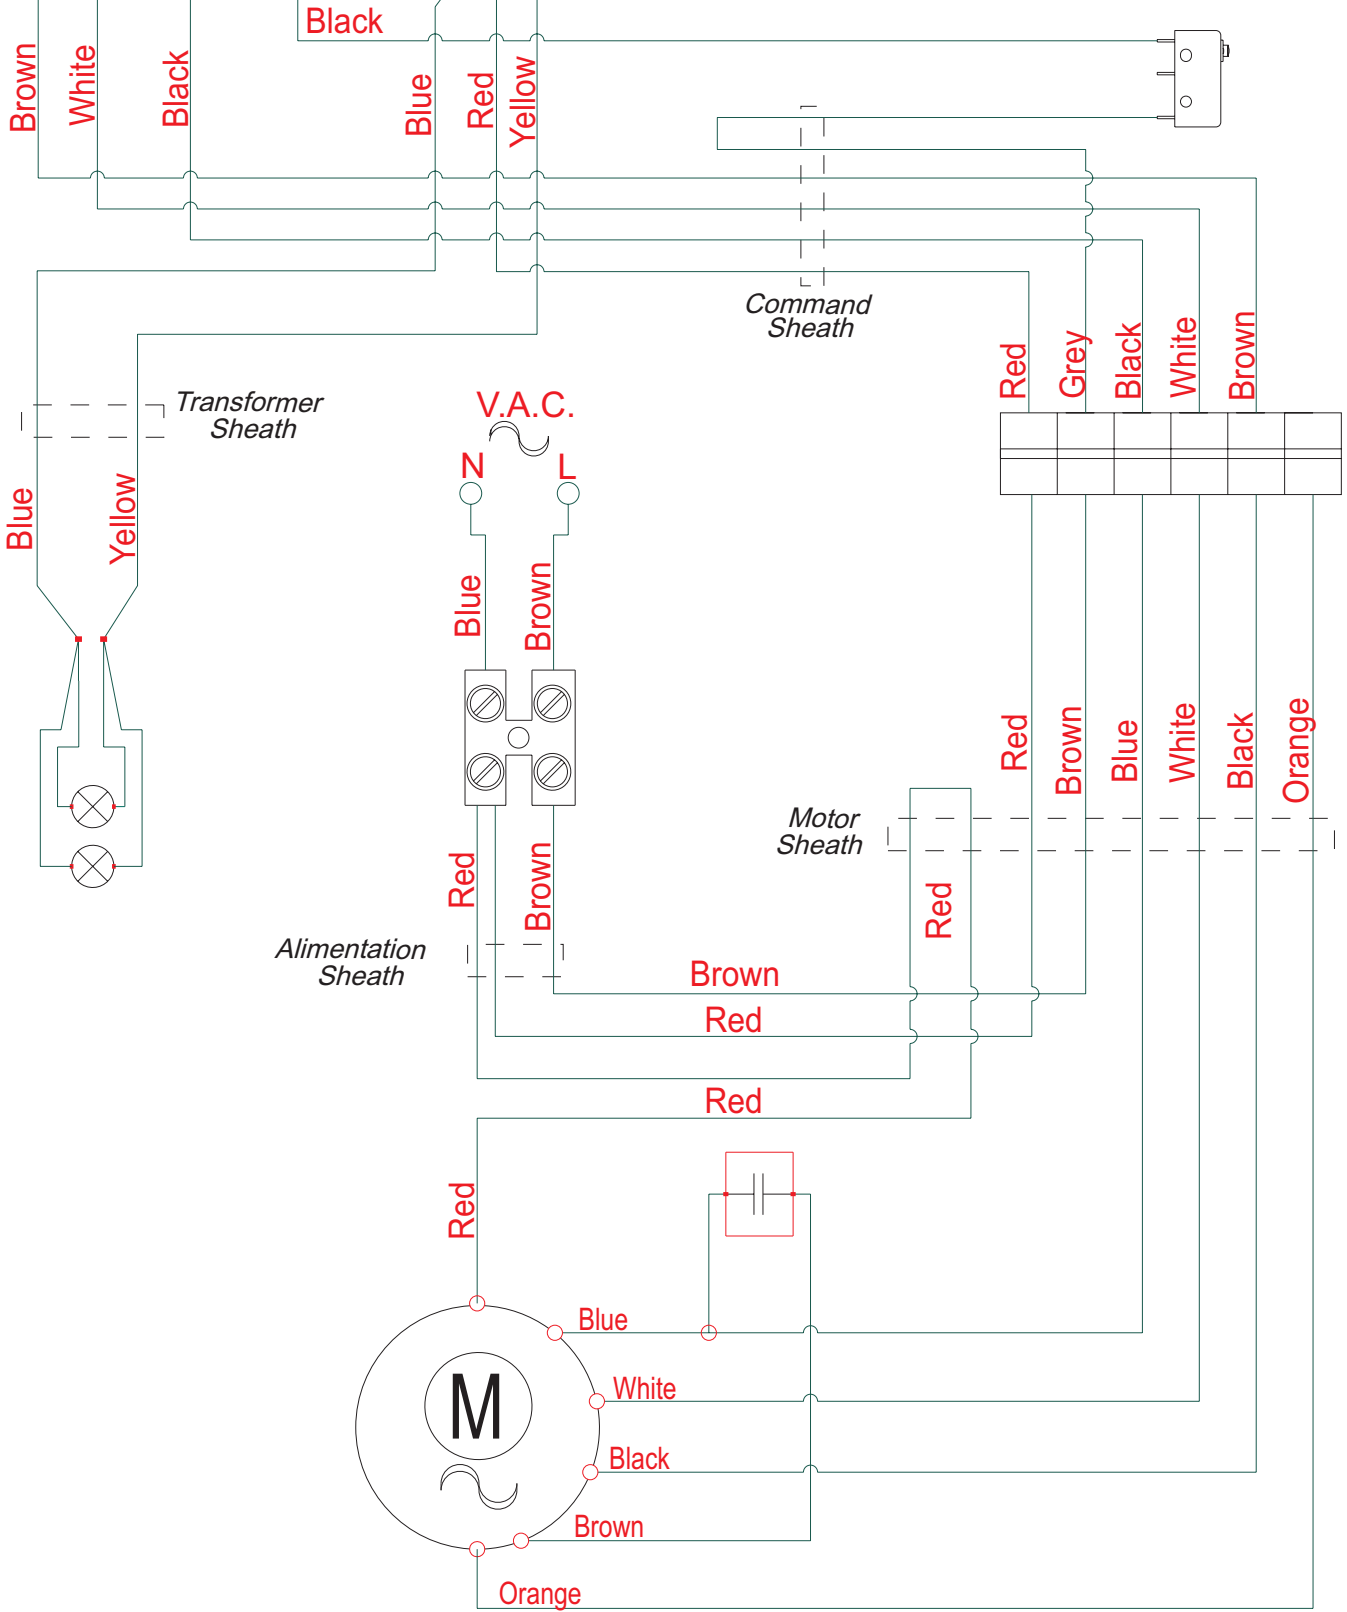 Black
Brown
White
Black
Blue
Red
Yellow
Command
Sheath
Red
Grey
Black
White
Brown
Transformer
Sheath
V.A.C.
N
L
Blue
Yellow
Blue
Brown
Red
Brown
Blue
White
Black
Orange
Motor
Sheath
Red
Brown
Red
Alimentation
Sheath
Brown
Red
Red
Red
Blue
White
M
Black
Brown
Orange